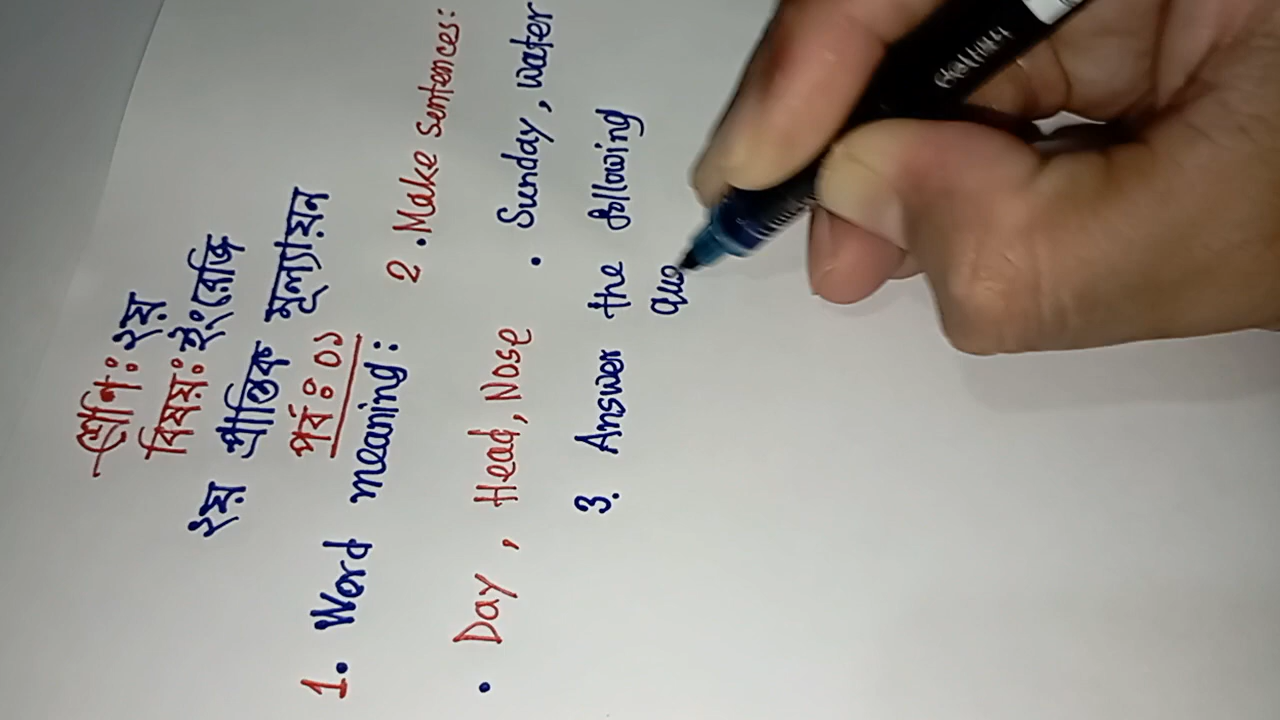 শ্রেণি: ২য়
বিষয়: ইংরেজি
২য় প্রান্তিক মূল্যায়ন
পর্ব: ০১
1. Word meaning:
• Day, Head, Nose
2. Make sentences:
• Sunday, water
3. Answer the following
que